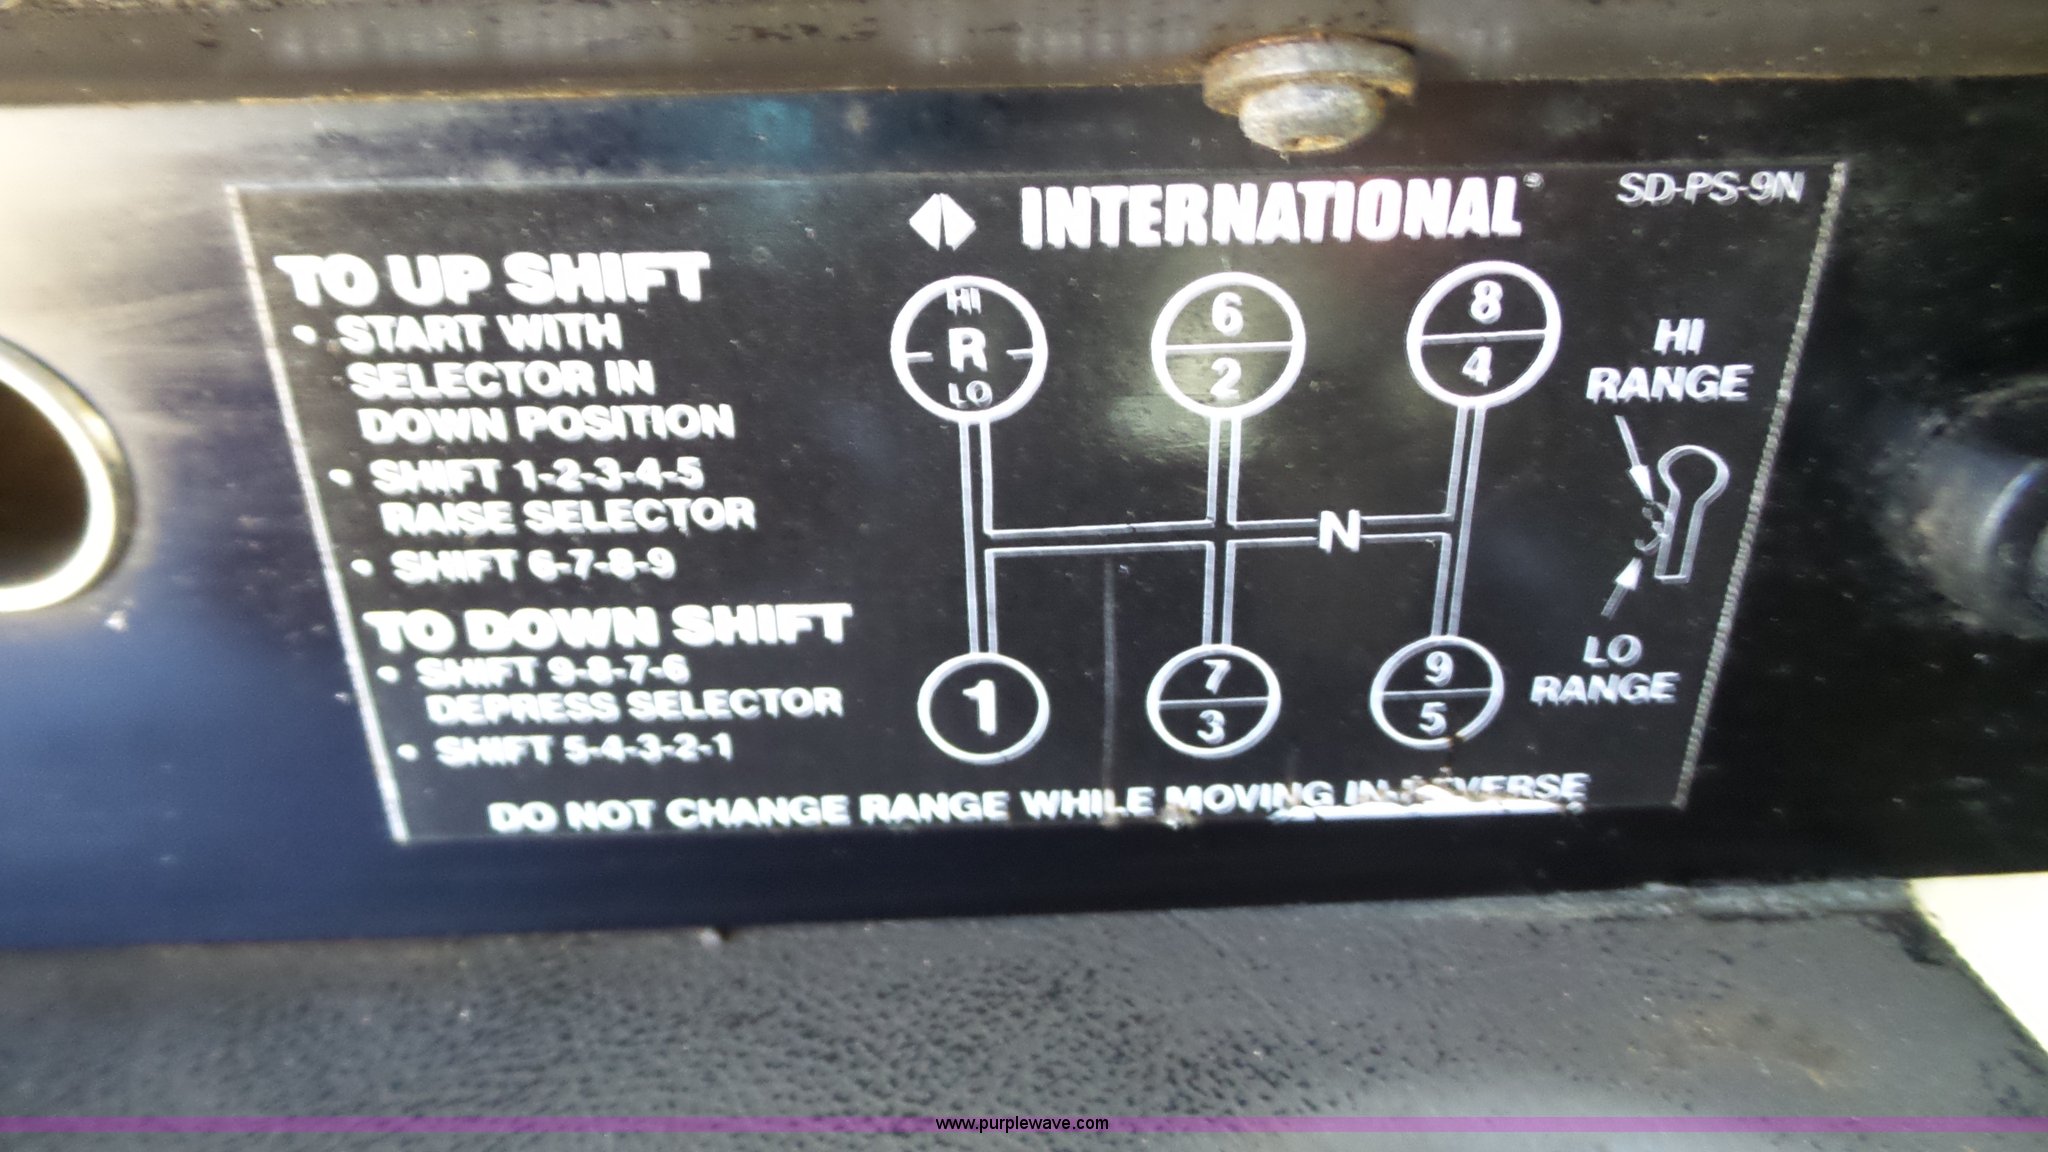 INTERNATIONAL®
SD-PS-9N
TO UP SHIFT
• START WITH
SELECTOR IN
DOWN POSITION
• SHIFT 1-2-3-4-5
RAISE SELECTOR
• SHIFT 6-7-8-9
TO DOWN SHIFT
• SHIFT 9-8-7-6
DEPRESS SELECTOR
• SHIFT 5-4-3-2-1
HI
R
LO
6
2
8
4
N
1
7
3
9
5
HI
RANGE
LO
RANGE
DO NOT CHANGE RANGE WHILE MOVING IN REVERSE
www.purplewave.com